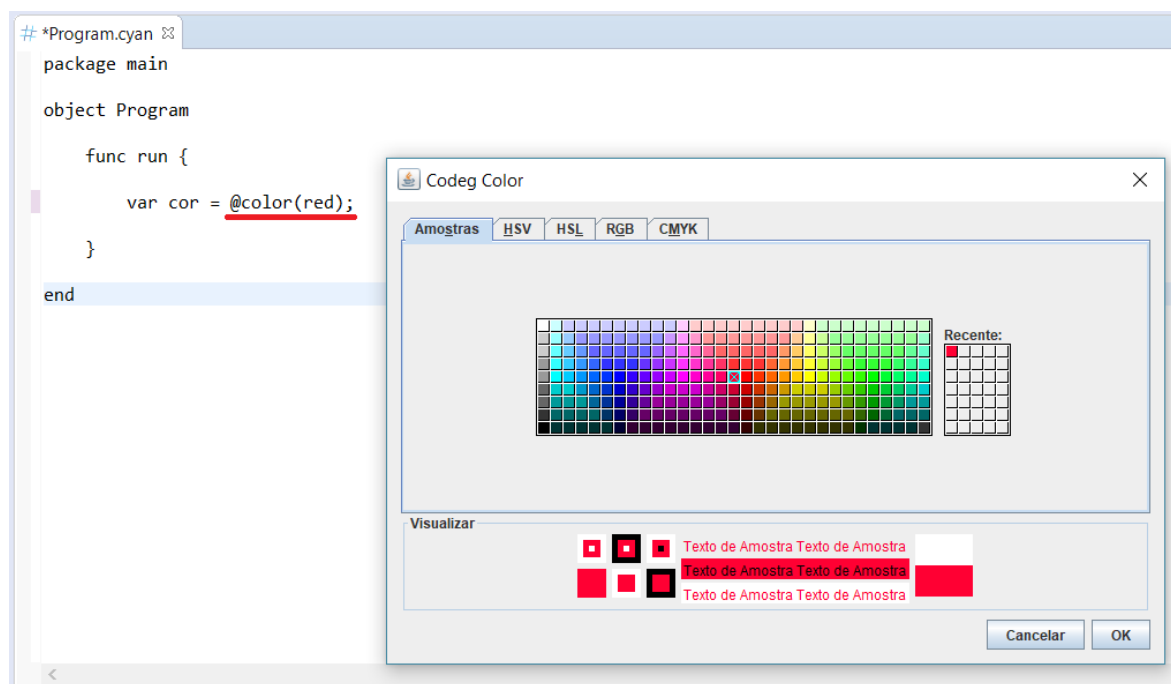 *Program.cyan
package main
object Program
func run {
var cor = @color(red);
}
end
Codeg Color
Amostras HSV HSL RGB CMYK
Recente:
Visualizar
Texto de Amostra Texto de Amostra
Texto de Amostra Texto de Amostra
Texto de Amostra Texto de Amostra
Cancelar OK